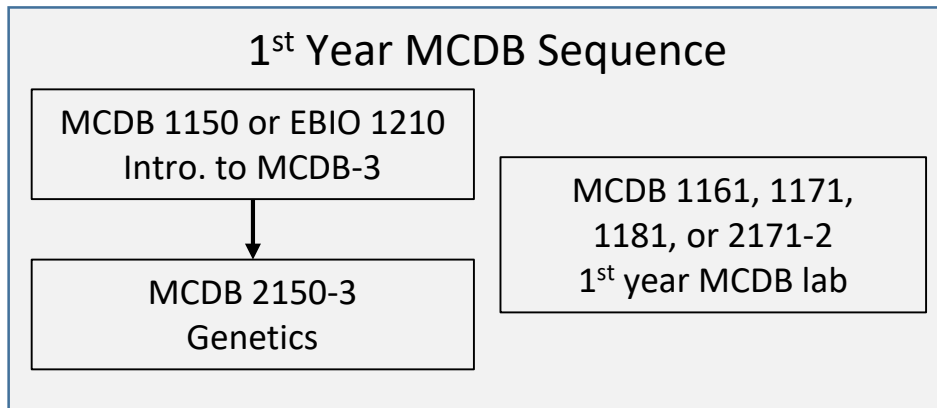 1st Year MCDB Sequence
MCDB 1150 or EBIO 1210
Intro. to MCDB-3
MCDB 2150-3
Genetics
MCDB 1161, 1171,
1181, or 2171-2
1st year MCDB lab